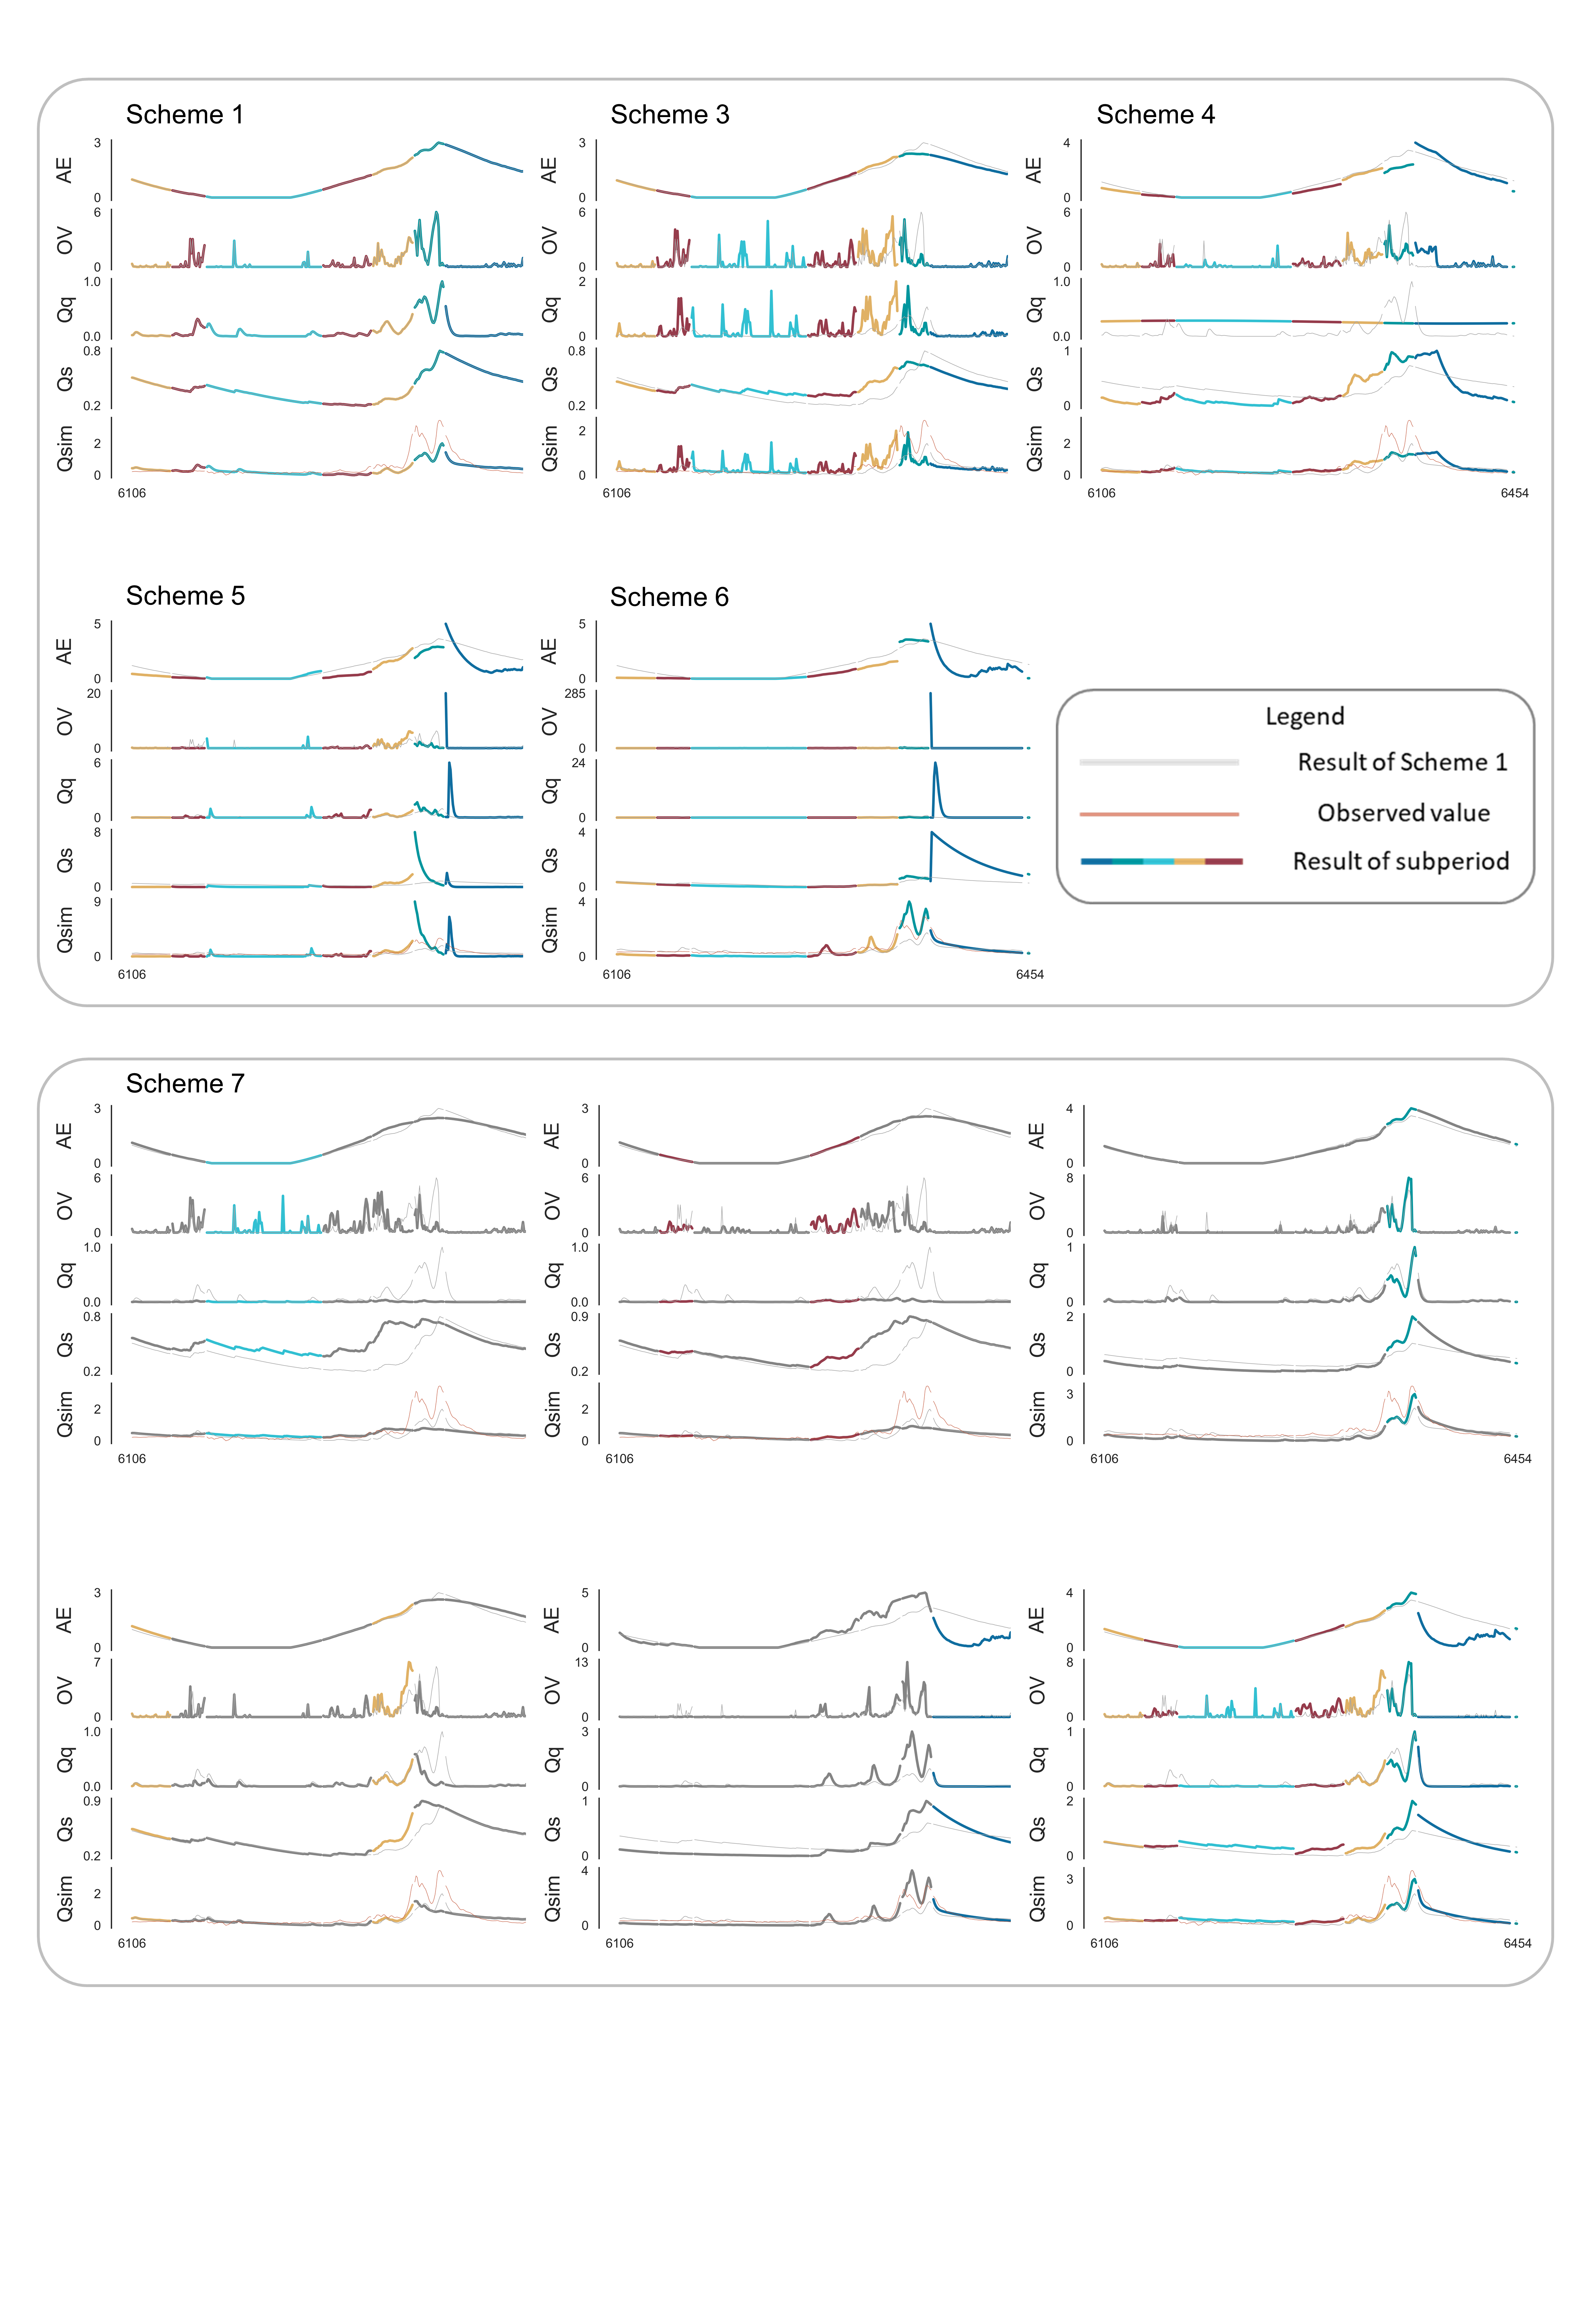 Scheme 1
Scheme 3
Scheme 4
AE 3 0
AE 3 0
AE 4 0
OV 6 0
OV 6 0
OV 6 0
Qq 1.0 0.0
Qq 2 0
Qq 1.0 0.0
Qs 0.8 0.2
Qs 0.8 0.2
Qs 1 0
Qsim 2 0
Qsim 2 0
Qsim 2 0
6106
6106
6106 6454
Scheme 5
Scheme 6
AE 5 0
AE 5 0
OV 20 0
OV 285 0
Qq 6 0
Qq 24 0
Qs 8 0
Qs 4 0
Qsim 9 0
Qsim 4 0
6106
6106 6454
Legend
Result of Scheme 1
Observed value
Result of subperiod
Scheme 7
AE 3 0
AE 3 0
AE 4 0
OV 6 0
OV 6 0
OV 8 0
Qq 1.0 0.0
Qq 1.0 0.0
Qq 1 0
Qs 0.8 0.2
Qs 0.9 0.2
Qs 2 0
Qsim 2 0
Qsim 2 0
Qsim 3 0
6106
6106
6106 6454
AE 3 0
AE 5 0
AE 4 0
OV 7 0
OV 13 0
OV 8 0
Qq 1.0 0.0
Qq 3 0
Qq 1 0
Qs 0.9 0.2
Qs 1 0
Qs 2 0
Qsim 2 0
Qsim 4 0
Qsim 3 0
6106
6106
6106 6454